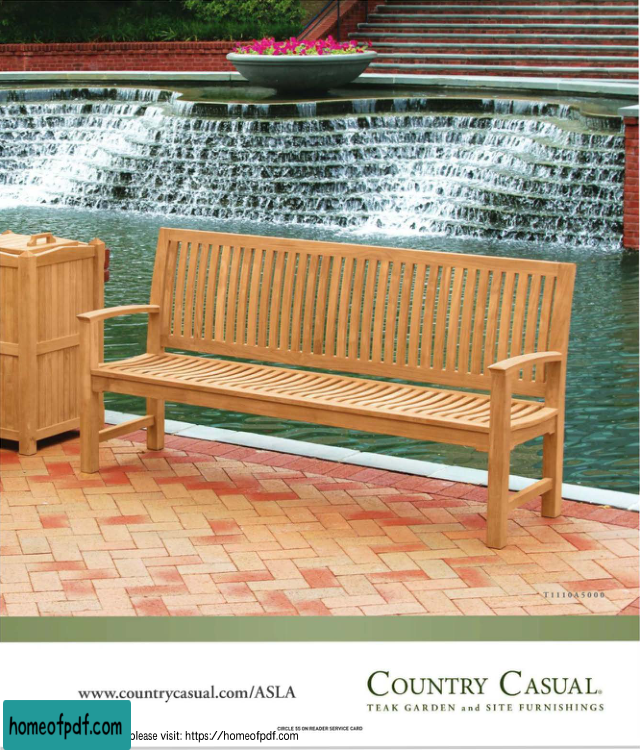 T1110A5000
www.countrycasual.com/ASLA
COUNTRY CASUAL®
TEAK GARDEN and SITE FURNISHINGS
homeofpdf.com
please visit: https://homeofpdf.com
CIRCLE 55 ON READER SERVICE CARD